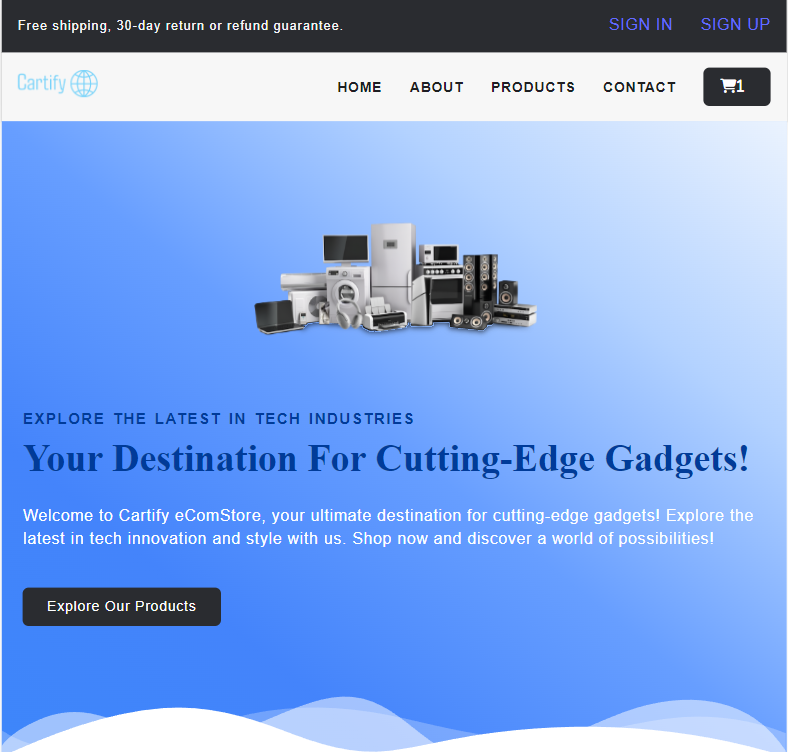 Free shipping, 30-day return or refund guarantee.
SIGN IN SIGN UP
Cartify
HOME ABOUT PRODUCTS CONTACT 1
EXPLORE THE LATEST IN TECH INDUSTRIES
Your Destination For Cutting-Edge Gadgets!
Welcome to Cartify eComStore, your ultimate destination for cutting-edge gadgets! Explore the
latest in tech innovation and style with us. Shop now and discover a world of possibilities!
Explore Our Products